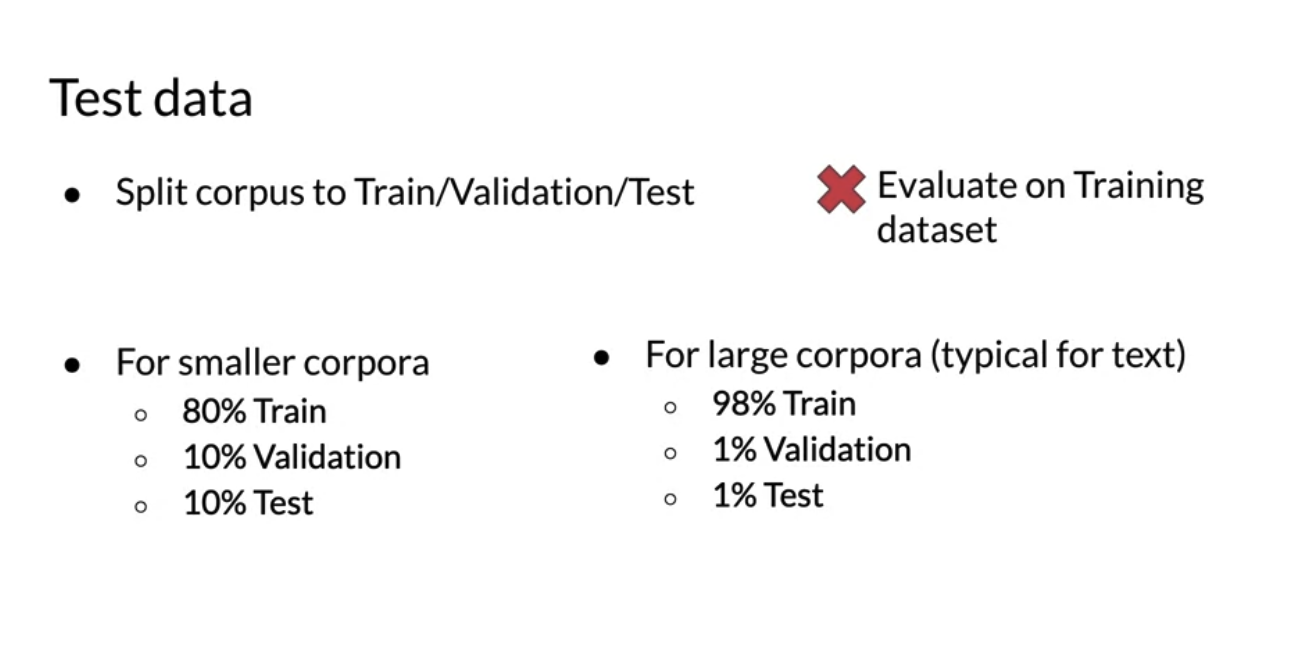 Test data
● Split corpus to Train/Validation/Test
Evaluate on Training
dataset
● For smaller corpora
○ 80% Train
○ 10% Validation
○ 10% Test
● For large corpora (typical for text)
○ 98% Train
○ 1% Validation
○ 1% Test